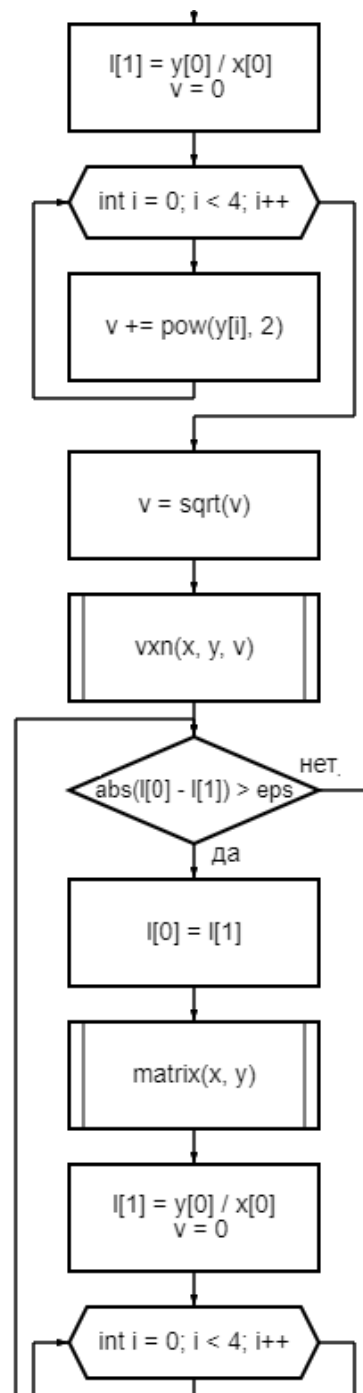 l[1] = y[0] / x[0]
v = 0
int i = 0; i < 4; i++
v += pow(y[i], 2)
v = sqrt(v)
vxn(x, y, v)
abs(l[0] - l[1]) > eps
нет
да
l[0] = l[1]
matrix(x, y)
l[1] = y[0] / x[0]
v = 0
int i = 0; i < 4; i++